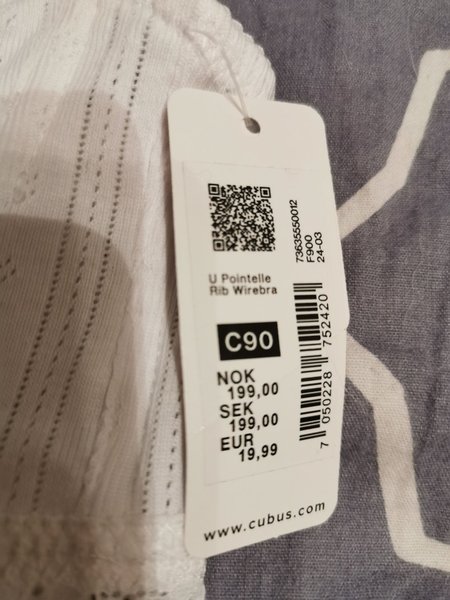 73635550012
F900
24-03
U Pointelle
Rib Wirebra
C90
NOK
199,00
SEK
199,00
EUR
19,99
7 050228 752420
www.cubus.com